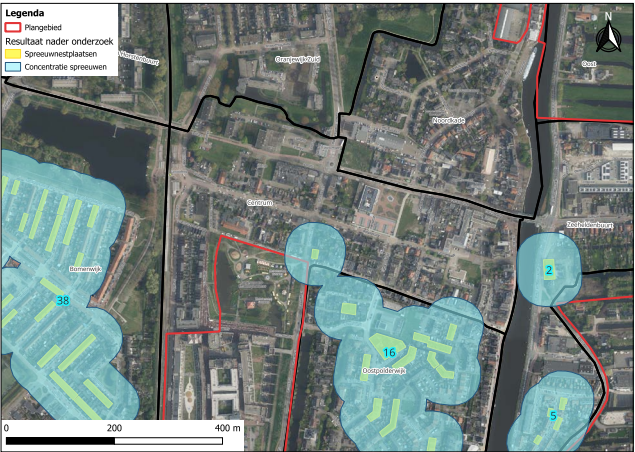 Legenda
Plangebied
Resultaat nader onderzoek
Spreeuwnestplaatsen
Concentratie spreeuwen
N
Oranjewijk-Zuid
Oost
Noordkade
Centrum
Zeeheldenbuurt
Bomenwijk
2
38
16
Oostpolderwijk
5
0 200 400 m